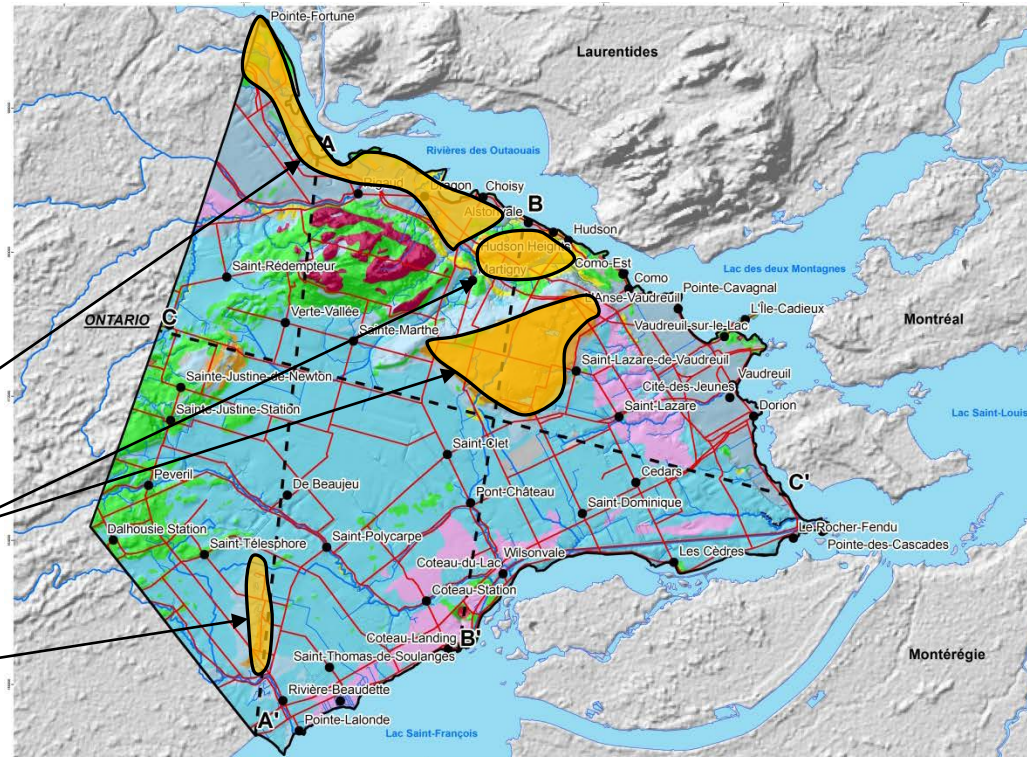 Pointe-Fortune
Laurentides
A
Rivières des Outaouais
Rigaud
Dragon
Choisy
Alstonvale
B
Hudson
Hudson Heights
Como-Est
Martigny
Como
Lac des deux Montagnes
Saint-Rédempteur
L'Anse-Vaudreuil
Pointe-Cavagnal
L'Île-Cadieux
ONTARIO
C
Verte-Vallée
Sainte-Marthe
Vaudreuil-sur-le-Lac
Montréal
Saint-Lazare-de-Vaudreuil
Vaudreuil
Sainte-Justine-de-Newton
Cité-des-Jeunes
Sainte-Justine-Station
Saint-Lazare
Dorion
Lac Saint-Louis
Saint-Clet
Peveril
De Beaujeu
Cedars
C'
Pont-Château
Saint-Dominique
Dalhousie Station
Saint-Télesphore
Saint-Polycarpe
Wilsonvale
Le Rocher-Fendu
Pointe-des-Cascades
Coteau-du-Lac
Les Cèdres
Coteau-Station
Coteau-Landing
B'
Saint-Thomas-de-Soulanges
Montérégie
Rivière-Beaudette
A'
Pointe-Lalonde
Lac Saint-François